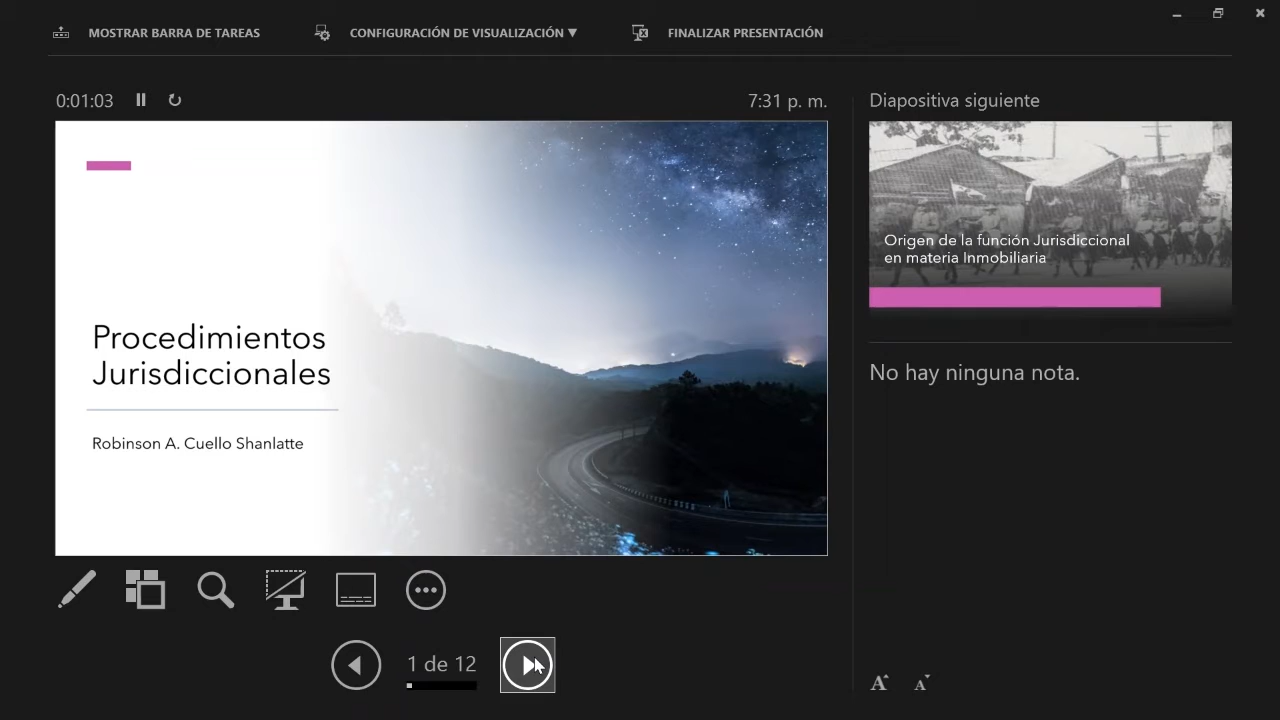 MOSTRAR BARRA DE TAREAS
CONFIGURACIÓN DE VISUALIZACIÓN ▼
FINALIZAR PRESENTACIÓN
0:01:03
7:31 p. m.
Procedimientos
Jurisdiccionales
Robinson A. Cuello Shanlatte
1 de 12
Diapositiva siguiente
Origen de la función Jurisdiccional
en materia Inmobiliaria
No hay ninguna nota.
A A